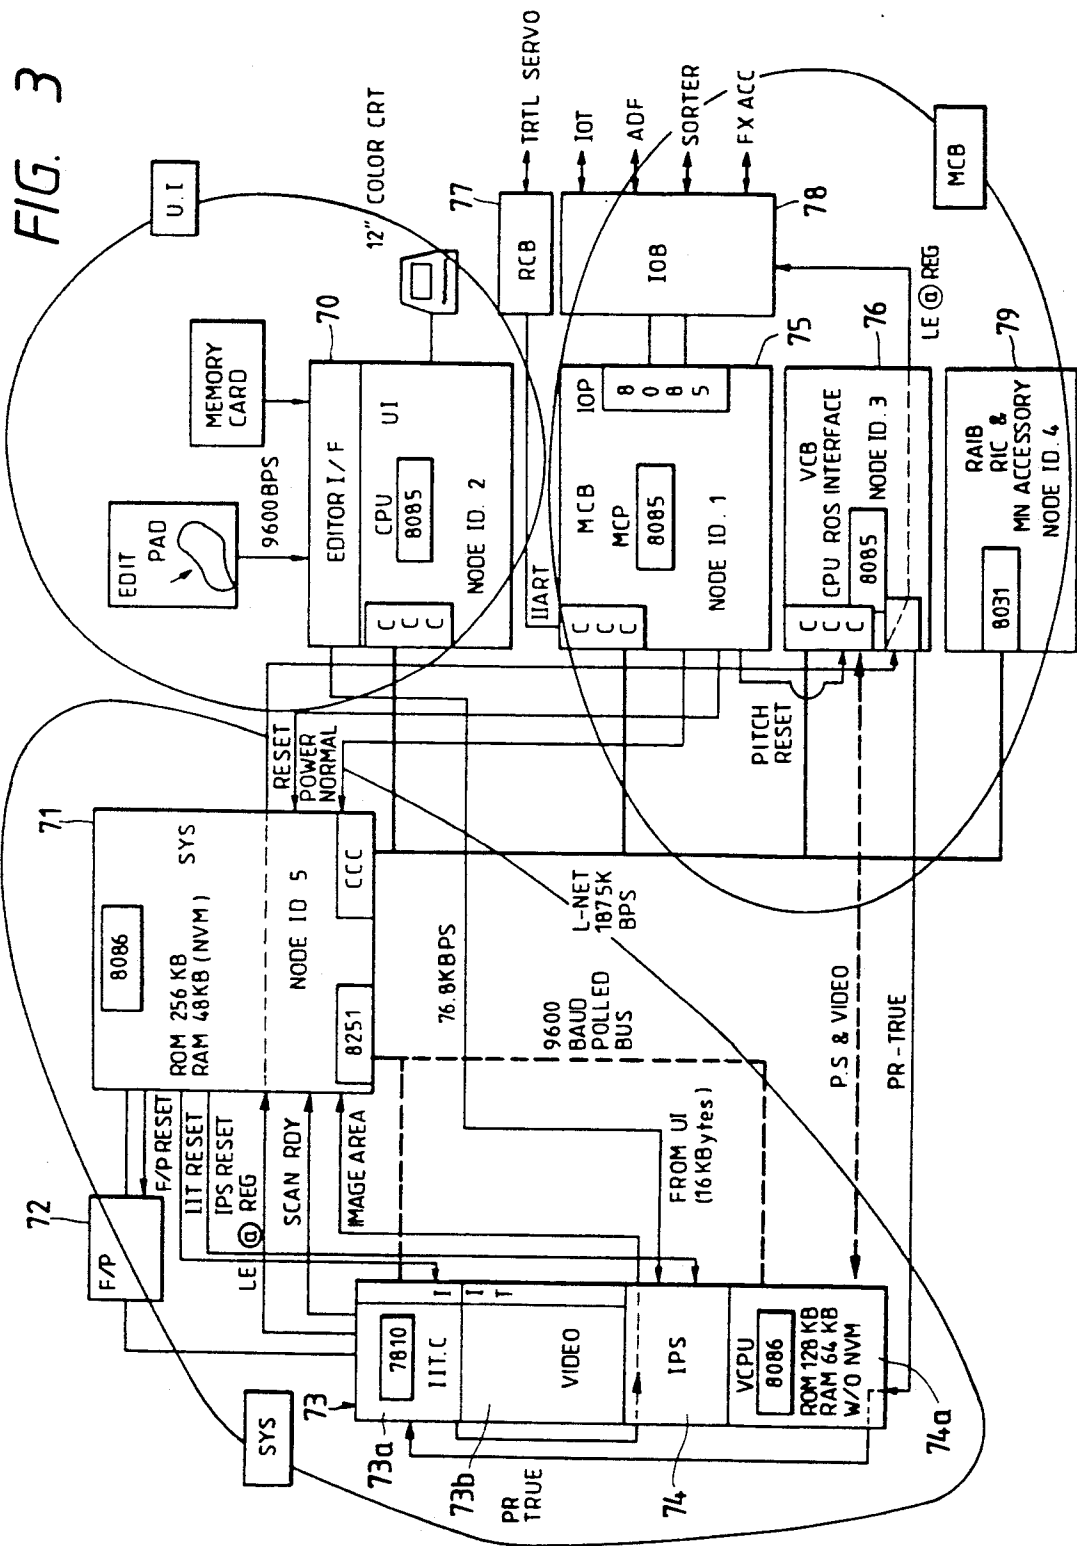 FIG. 3
U.I
MEMORY
CARD
EDIT
PAD
9600BPS
70
12" COLOR CRT
EDITOR I/F
CPU
UI
8085
CCC
NODE ID. 2
77
RCB
TRTL SERVO
UART
IOT
ADF
SORTER
FX ACC
IOB
78
MCB
IOP
8085
MCB
MCP
8085
CCC
NODE ID. 1
75
VCB
CPU ROS INTERFACE
8085
NODE ID. 3
CCC
76
LE @ REG
RAIB
RIC &
MN ACCESSORY
NODE ID. 4
8031
79
71
8086
SYS
ROM 256 KB
RAM 48KB (NVM)
NODE ID 5
8251
CCC
RESET
POWER
NORMAL
PITCH
RESET
72
F/P
F/P RESET
IIT RESET
IPS RESET
LE @ REG
SCAN RDY
IMAGE AREA
76.8KBPS
L-NET
1875K
BPS
9600
BAUD
POLLED
BUS
FROM UI
(16KBytes)
P.S & VIDEO
PR-TRUE
SYS
73
73a
7810
IIT.C
I I T
73b
VIDEO
74
IPS
VCPU
8086
ROM 128 KB
RAM 64 KB
W/O NVM
74a
PR
TRUE